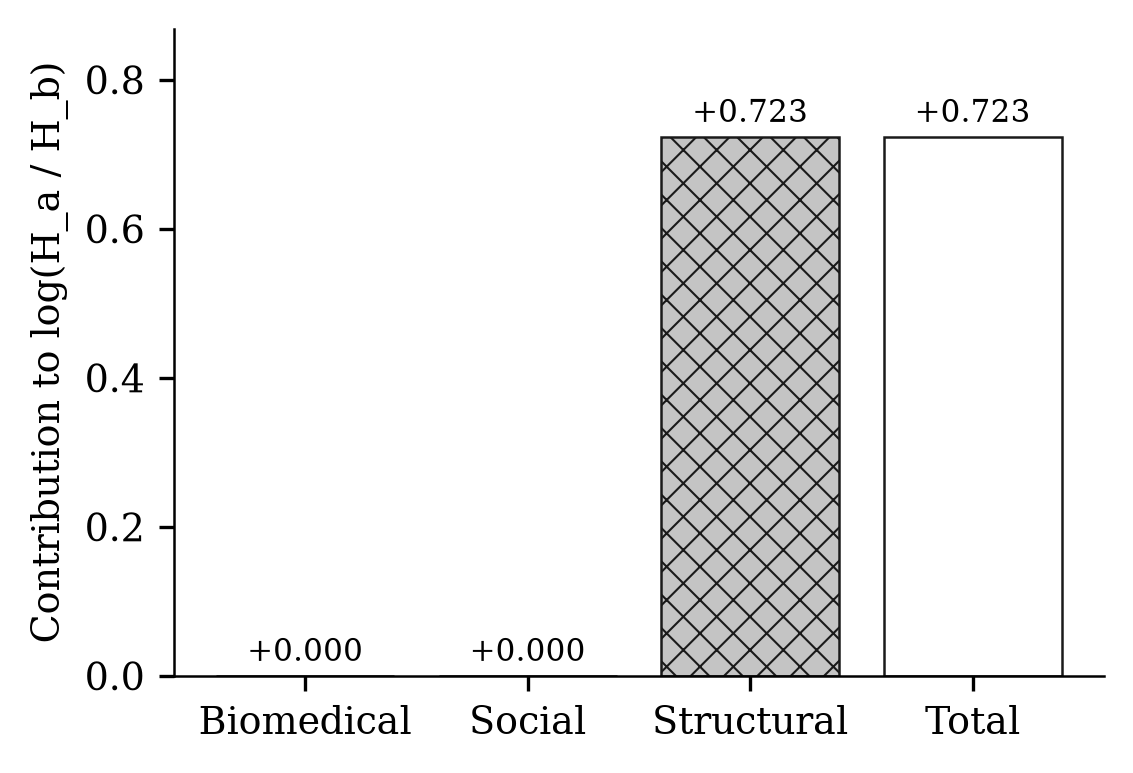 Contribution to log(H_a / H_b)
0.8
0.6
0.4
0.2
0.0
+0.000
+0.000
+0.723
+0.723
Biomedical
Social
Structural
Total